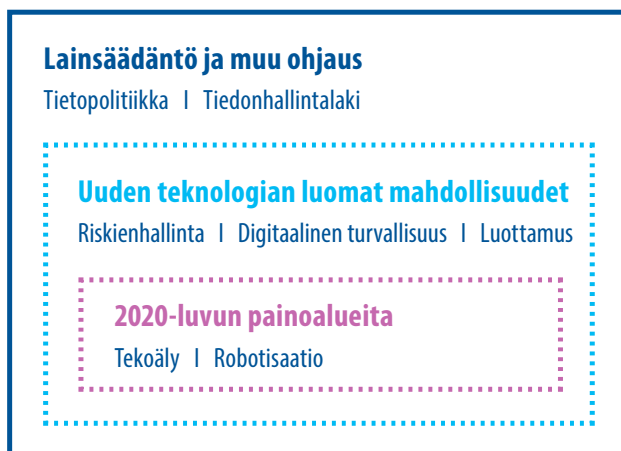 Lainsäädäntö ja muu ohjaus
Tietopolitiikka I Tiedonhallintalaki
Uuden teknologian luomat mahdollisuudet
Riskienhallinta I Digitaalinen turvallisuus I Luottamus
2020-luvun painoalueita
Tekoäly I Robotisaatio